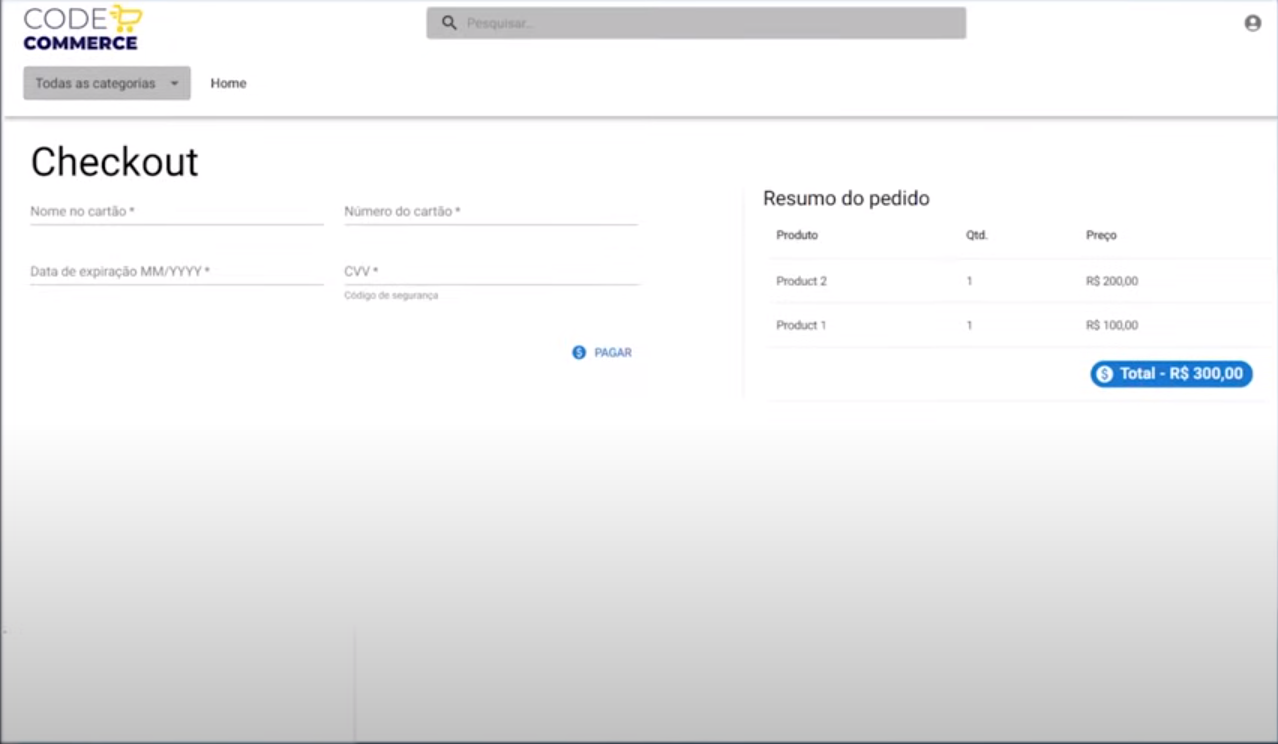 CODE
COMMERCE
Pesquisar...
Todas as categorias
Home
Checkout
Nome no cartão *
Número do cartão *
Data de expiração MM/YYYY *
CVV *
Código de segurança
PAGAR
Resumo do pedido
Produto Qtd. Preço
Product 2 1 R$ 200,00
Product 1 1 R$ 100,00
Total - R$ 300,00